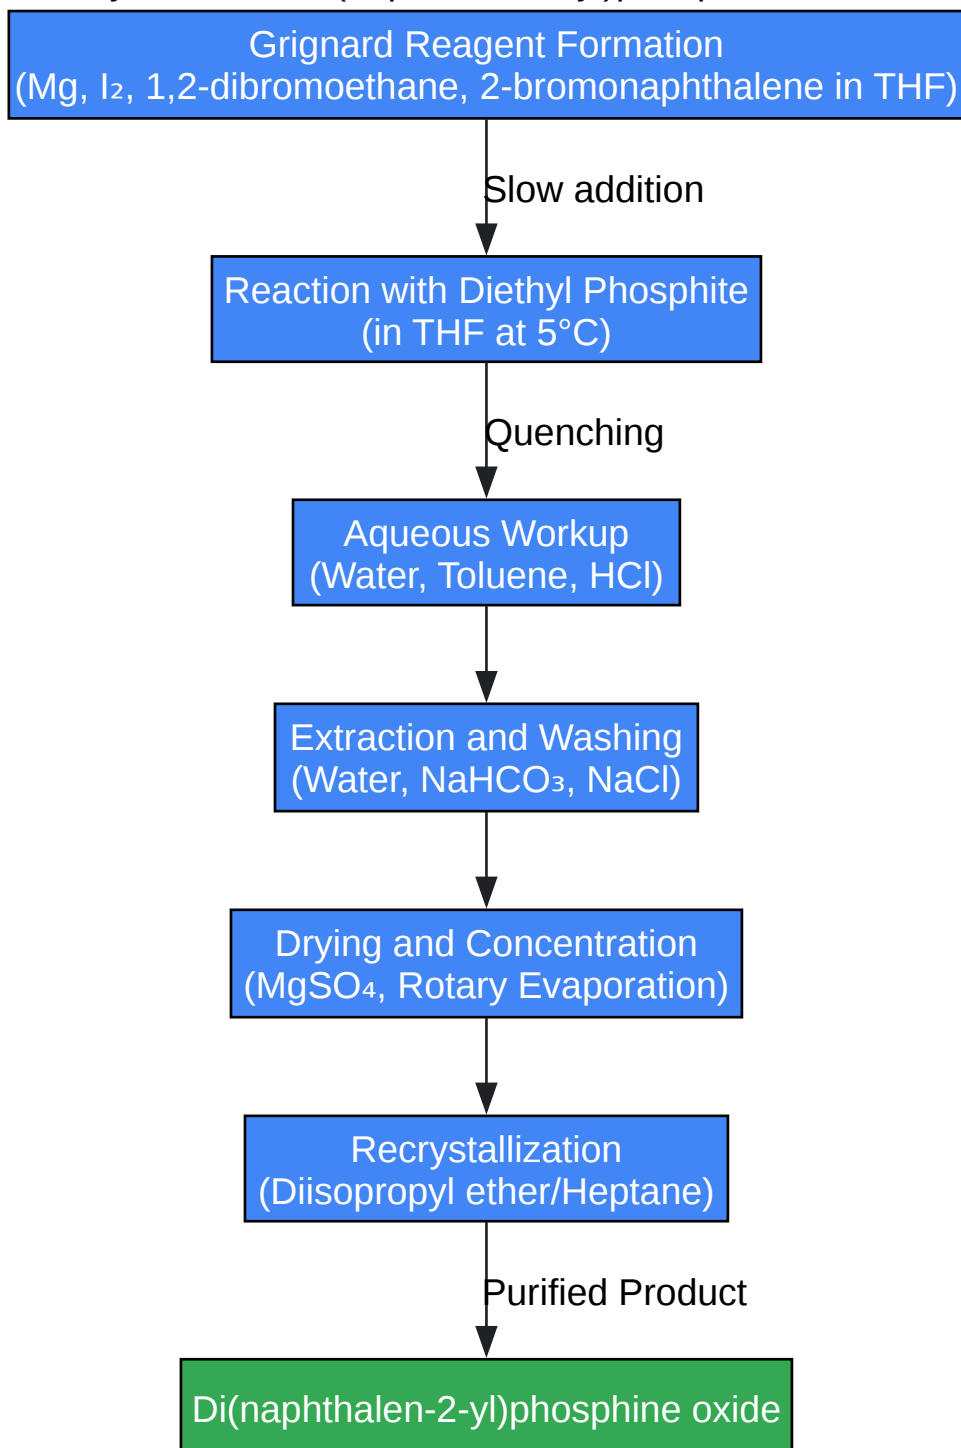 Grignard Reagent Formation
(Mg, I₂, 1,2-dibromoethane, 2-bromonaphthalene in THF)
Slow addition
Reaction with Diethyl Phosphite
(in THF at 5°C)
Quenching
Aqueous Workup
(Water, Toluene, HCl)
Extraction and Washing
(Water, NaHCO₃, NaCl)
Drying and Concentration
(MgSO₄, Rotary Evaporation)
Recrystallization
(Diisopropyl ether/Heptane)
Purified Product
Di(naphthalen-2-yl)phosphine oxide